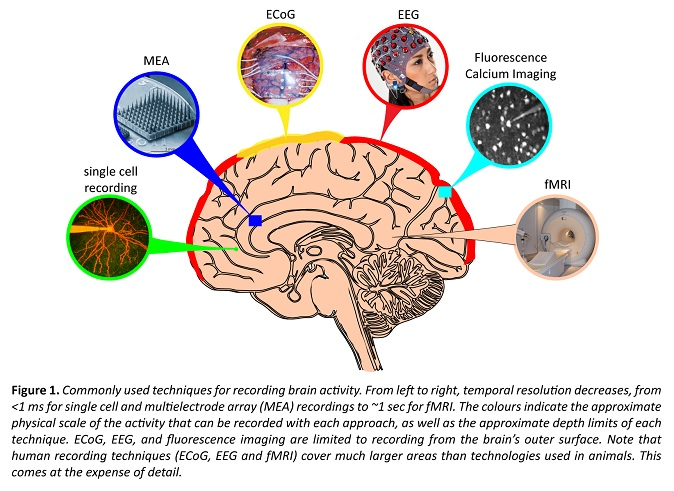 ECoG
EEG
MEA
Fluorescence
Calcium Imaging
single cell
recording
fMRI
Figure 1. Commonly used techniques for recording brain activity. From left to right, temporal resolution decreases, from
<1 ms for single cell and multielectrode array (MEA) recordings to ~1 sec for fMRI. The colours indicate the approximate
physical scale of the activity that can be recorded with each approach, as well as the approximate depth limits of each
technique. ECoG, EEG, and fluorescence imaging are limited to recording from the brain's outer surface. Note that
human recording techniques (ECoG, EEG and fMRI) cover much larger areas than technologies used in animals. This
comes at the expense of detail.